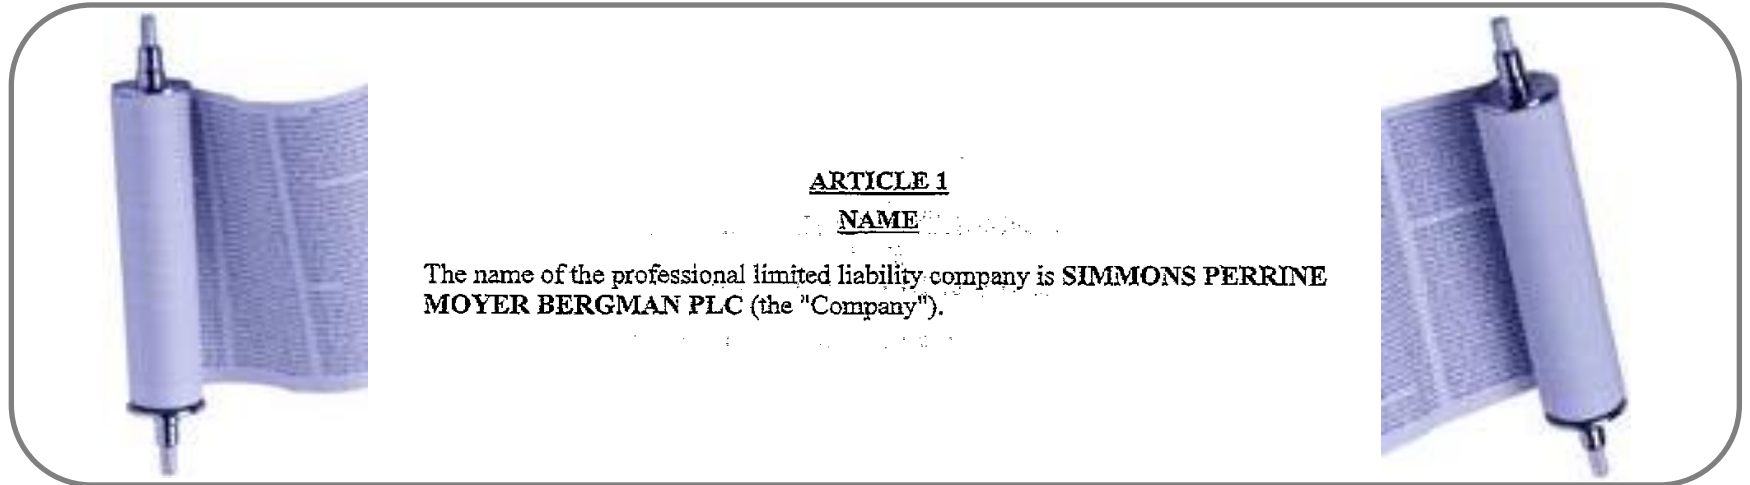 ARTICLE 1
NAME
The name of the professional limited liability company is SIMMONS PERRINE
MOYER BERGMAN PLC (the "Company").